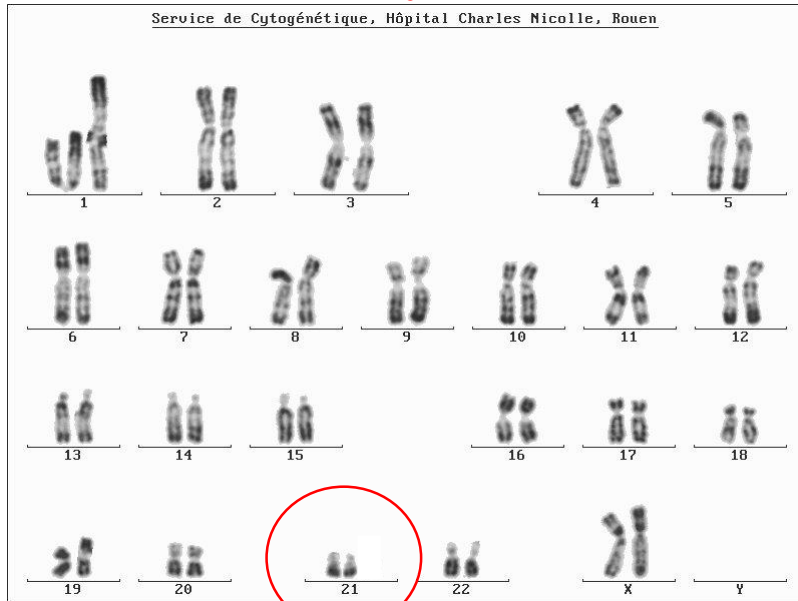 Service de Cytogénétique, Hôpital Charles Nicolle, Rouen
1 2 3 4 5
6 7 8 9 10 11 12
13 14 15 16 17 18
19 20 21 22 X Y